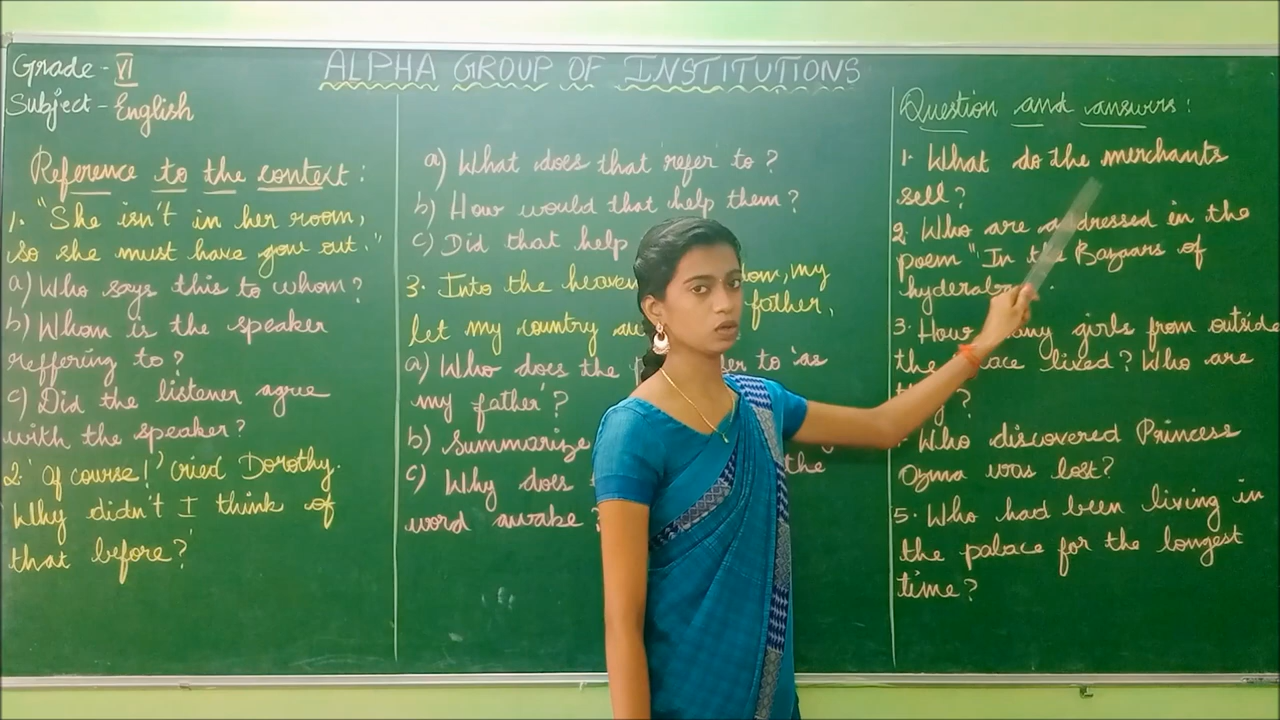 Grade - VI
Subject - English
ALPHA GROUP OF INSTITUTIONS
Reference to the context :
1. "She isn't in her room,
so she must have gone out."
a) Who says this to whom?
b) Whom is the speaker
reffering to?
c) Did the listener agree
with the speaker?
2. 'Of course!' cried Dorothy.
Why didn't I think of
that before?'
a) What does that 'refer' to?
b) How would that help them?
c) Did that help
3. Into the heaven my
let my country father,
a) Who does the to 'as
my father'?
b) Summarize
c) Why does the
word awake
Question and answers :
1. What do the merchants
sell?
2. Who are addressed in the
poem "In the Bazaars of
hyderabad
3. How many girls from outside
the lived? Who are
?
Who discovered Princess
Ozma was lost?
5. Who had been living in
the palace for the longest
time?